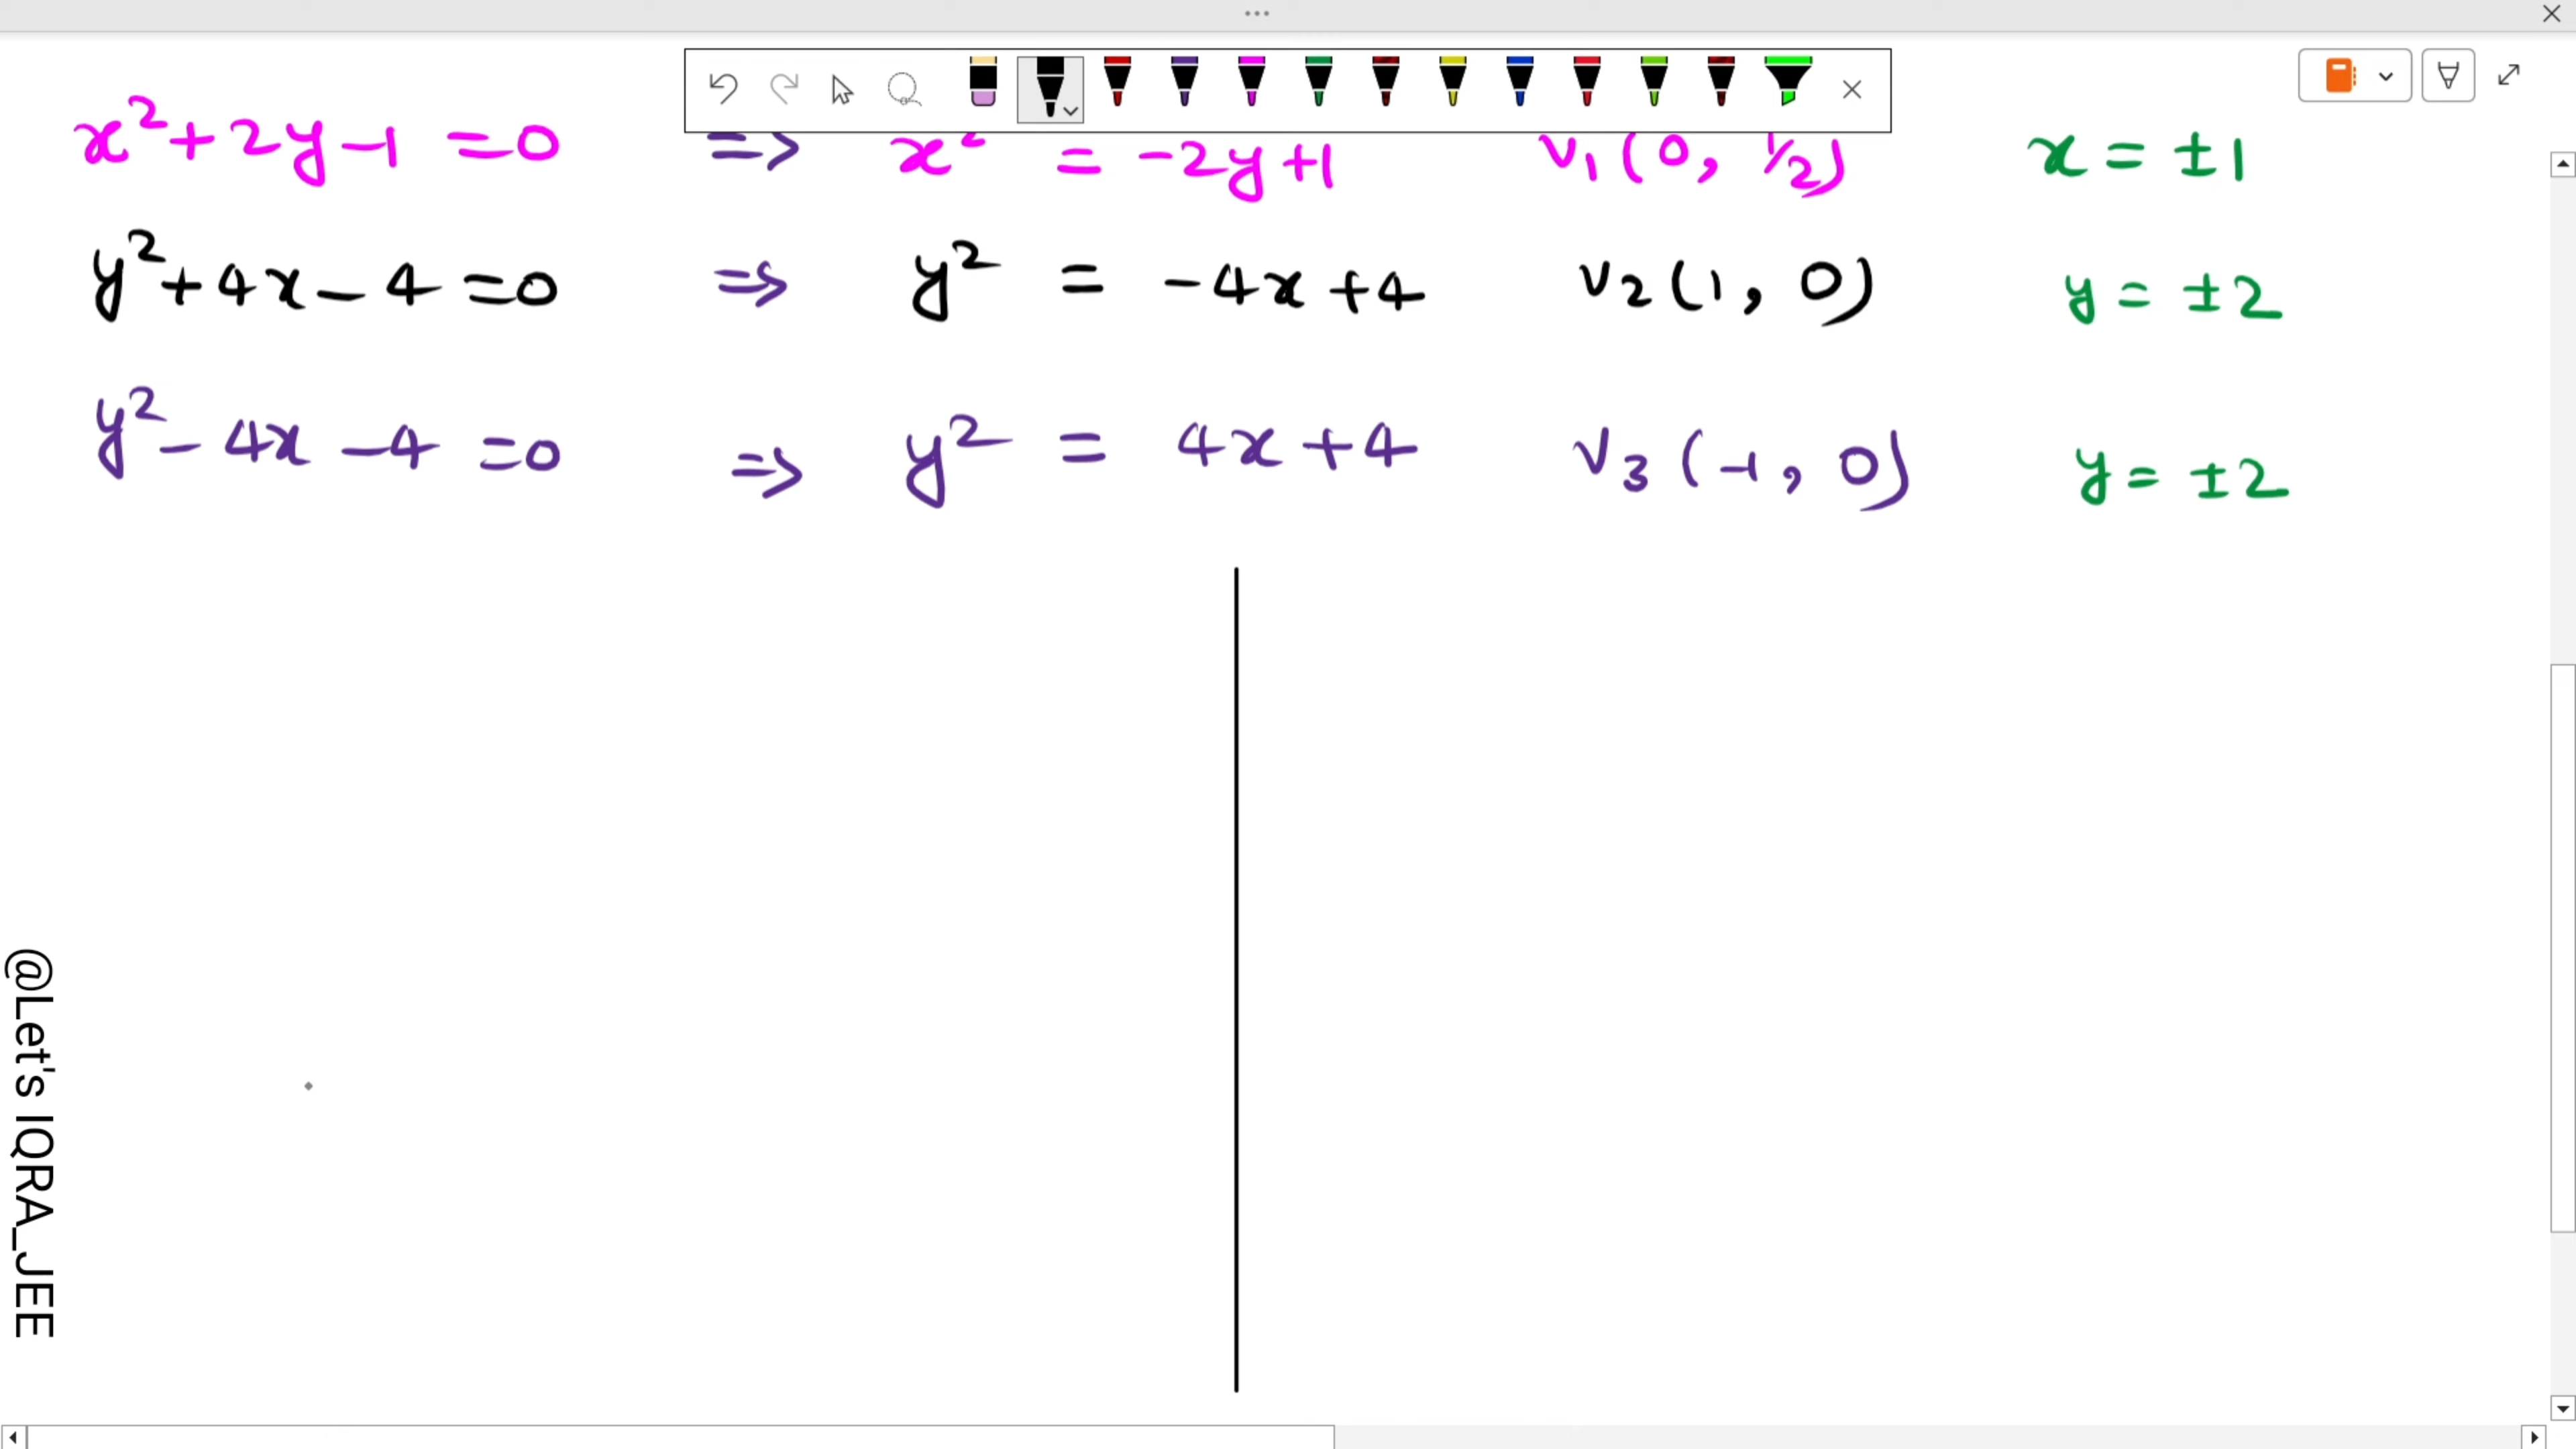 x²+2y-1 =0 => x² = -2y+1 V₁ (0, 1/2) x = ±1
y²+4x-4 =0 => y² = -4x+4 V₂ (1, 0) y = ±2
y²-4x-4 =0 => y² = 4x+4 V₃ (-1, 0) y = ±2
@Let's IQRA_JEE